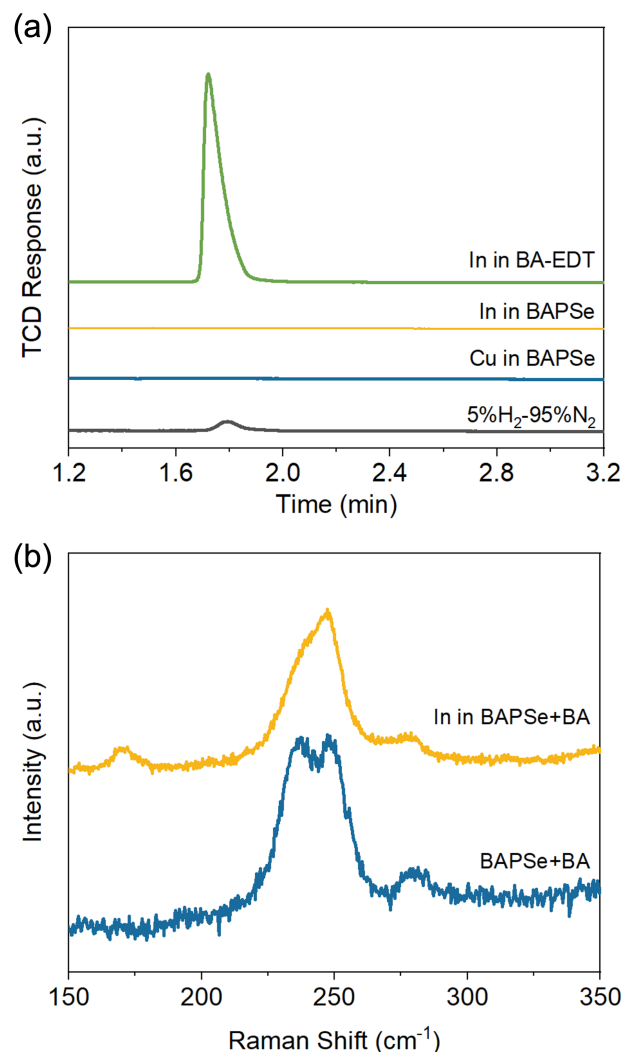 (a)
TCD Response (a.u.)
In in BA-EDT
In in BAPSe
Cu in BAPSe
5%H₂-95%N₂
1.2 1.6 2.0 2.4 2.8 3.2
Time (min)
(b)
Intensity (a.u.)
In in BAPSe+BA
BAPSe+BA
150 200 250 300 350
Raman Shift (cm⁻¹)